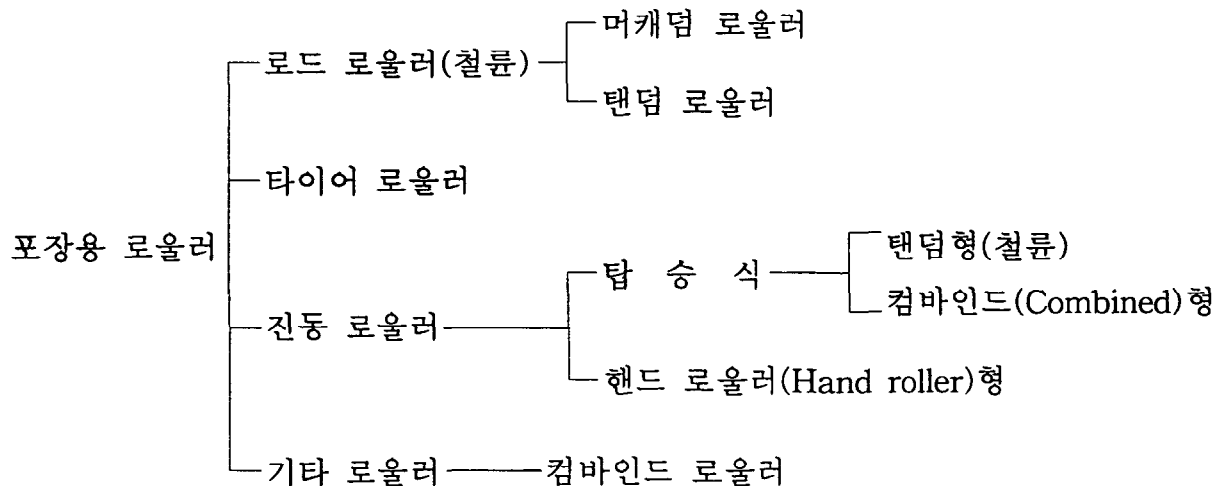 머캐덤 로울러
로드 로울러(철륜)
탠덤 로울러
타이어 로울러
포장용 로울러
탠덤형(철륜)
탑 승 식
컴바인드(Combined)형
진동 로울러
핸드 로울러(Hand roller)형
기타 로울러
컴바인드 로울러